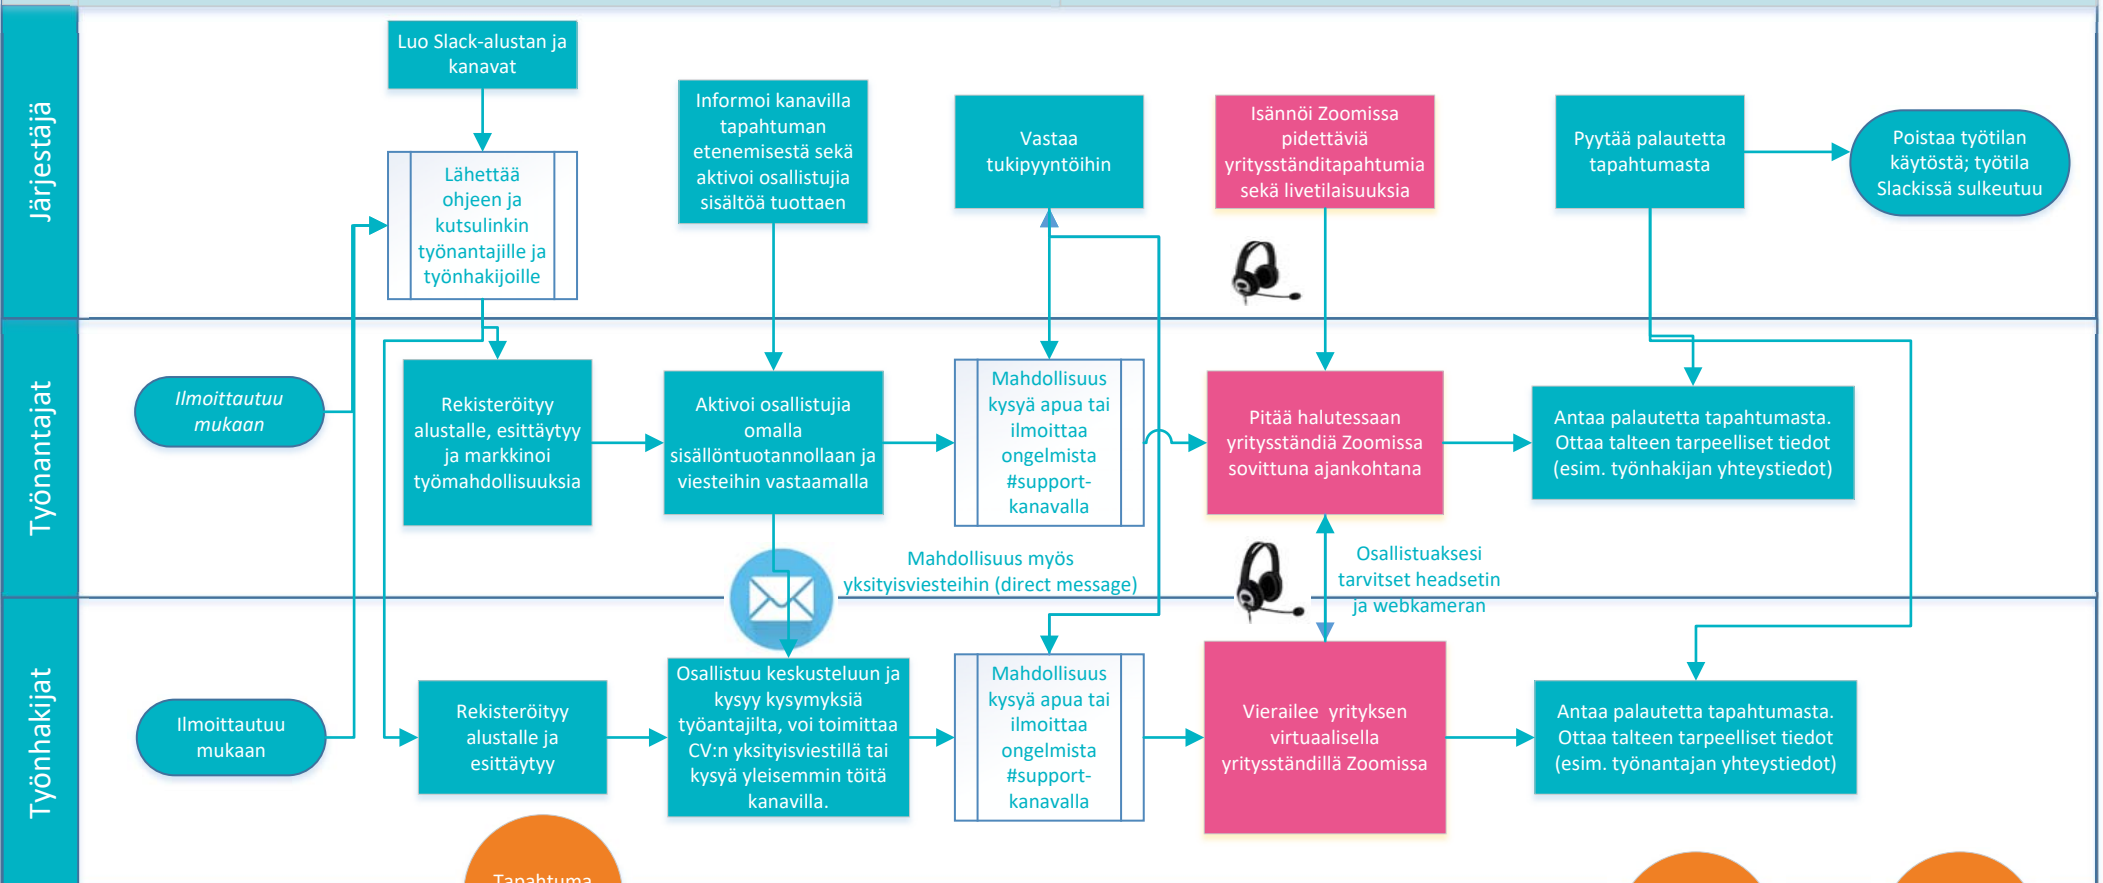 Järjestäjä
Luo Slack-alustan ja
kanavat
Lähettää
ohjeen ja
kutsulinkin
työnantajille ja
työnhakijoille
Informoi kanavilla
tapahtuman
etenemisestä sekä
aktivoi osallistujia
sisältöä tuottaen
Vastaa
tukipyyntöihin
Isännöi Zoomissa
pidettäviä
yritysständitapahtumia
sekä livetilaisuuksia
Pyytää palautetta
tapahtumasta
Poistaa työtilan
käytöstä; työtila
Slackissä sulkeutuu
Työnantajat
Ilmoittautuu
mukaan
Rekisteröityy
alustalle, esittäytyy
ja markkinoi
työmahdollisuuksia
Aktivoi osallistujia
omalla
sisällöntuotannollaan ja
viesteihin vastaamalla
Mahdollisuus
kysyä apua tai
ilmoittaa
ongelmista
#support-
kanavalla
Pitää halutessaan
yritysständiä Zoomissa
sovittuna ajankohtana
Antaa palautetta tapahtumasta.
Ottaa talteen tarpeelliset tiedot
(esim. työnhakijan yhteystiedot)
Mahdollisuus myös
yksityisviesteihin (direct message)
Osallistuaksesi
tarvitset headsetin
ja webkameran
Työnhakijat
Ilmoittautuu
mukaan
Rekisteröityy
alustalle ja
esittäytyy
Osallistuu keskusteluun ja
kysyy kysymyksiä
työantajilta, voi toimittaa
CV:n yksityisviestillä tai
kysyä yleisemmin töitä
kanavilla.
Mahdollisuus
kysyä apua tai
ilmoittaa
ongelmista
#support-
kanavalla
Vierailee yrityksen
virtuaalisella
yritysständillä Zoomissa
Antaa palautetta tapahtumasta.
Ottaa talteen tarpeelliset tiedot
(esim. työnantajan yhteystiedot)
Tapahtuma